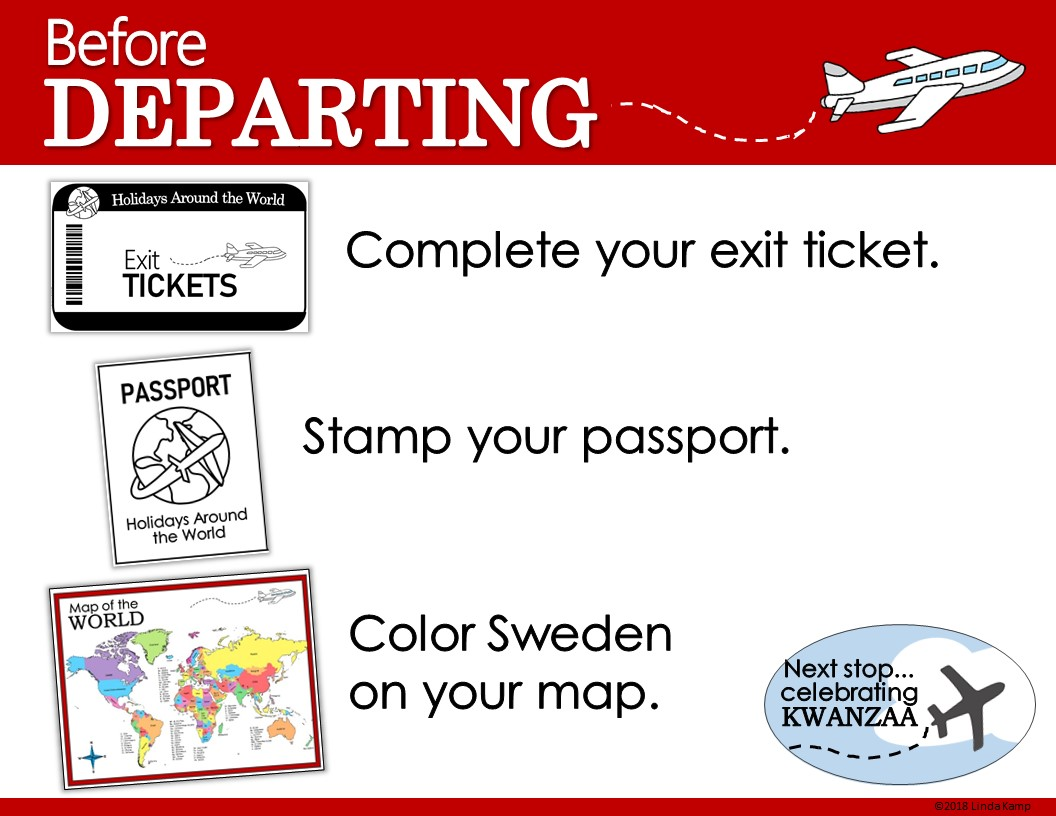 Before
DEPARTING
Holidays Around the World
Exit
TICKETS
Complete your exit ticket.
PASSPORT
Holidays Around
the World
Stamp your passport.
Map of the
WORLD
Color Sweden
on your map.
Next stop...
celebrating
KWANZAA
©2018 Linda Kamp